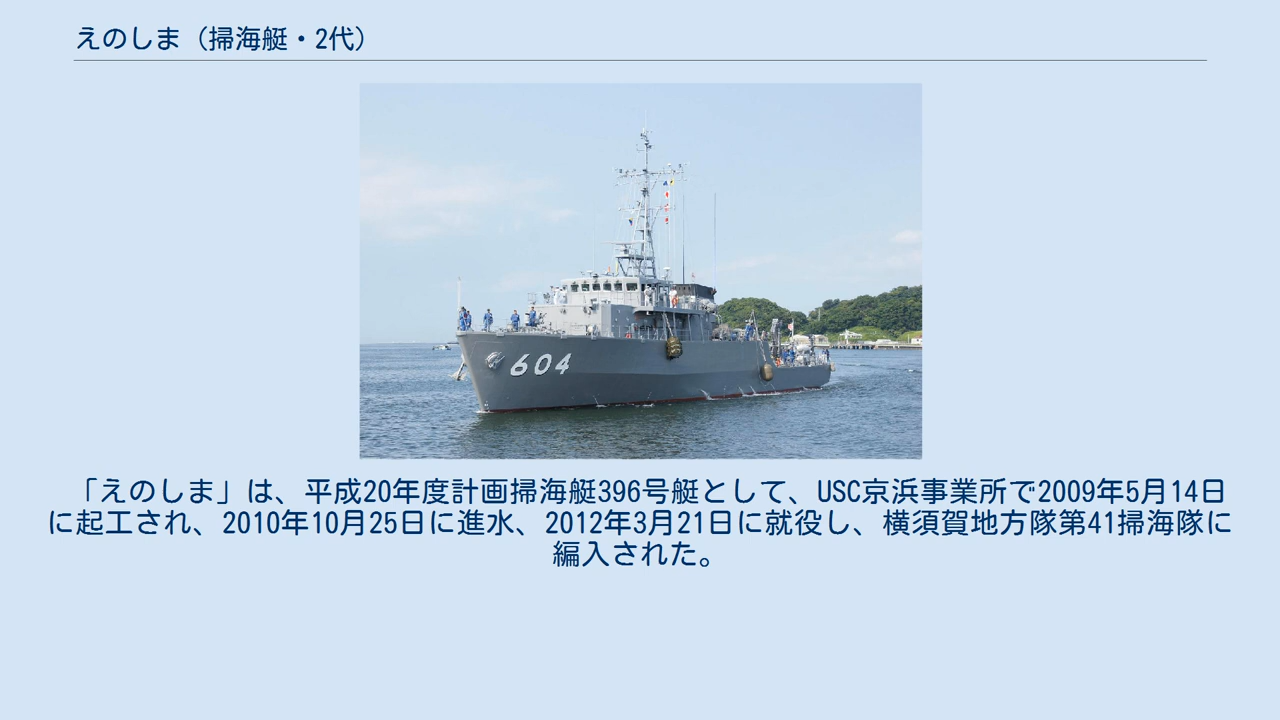 えのしま（掃海艇・2代）
604
「えのしま」は、平成20年度計画掃海艇396号艇として、USC京浜事業所で2009年5月14日
に起工され、2010年10月25日に進水、2012年3月21日に就役し、横須賀地方隊第41掃海隊に
編入された。